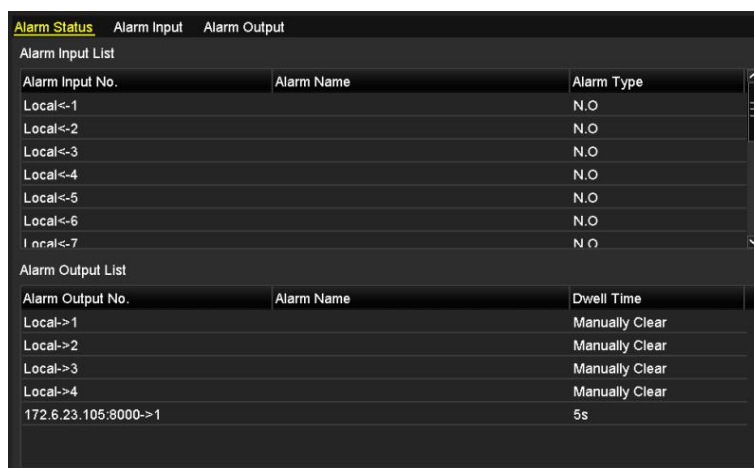 Alarm Status Alarm Input Alarm Output
Alarm Input List
Alarm Input No. Alarm Name Alarm Type
Local<-1 N.O
Local<-2 N.O
Local<-3 N.O
Local<-4 N.O
Local<-5 N.O
Local<-6 N.O
Local<-7 N.O
Alarm Output List
Alarm Output No. Alarm Name Dwell Time
Local->1 Manually Clear
Local->2 Manually Clear
Local->3 Manually Clear
Local->4 Manually Clear
172.6.23.105:8000->1 5s